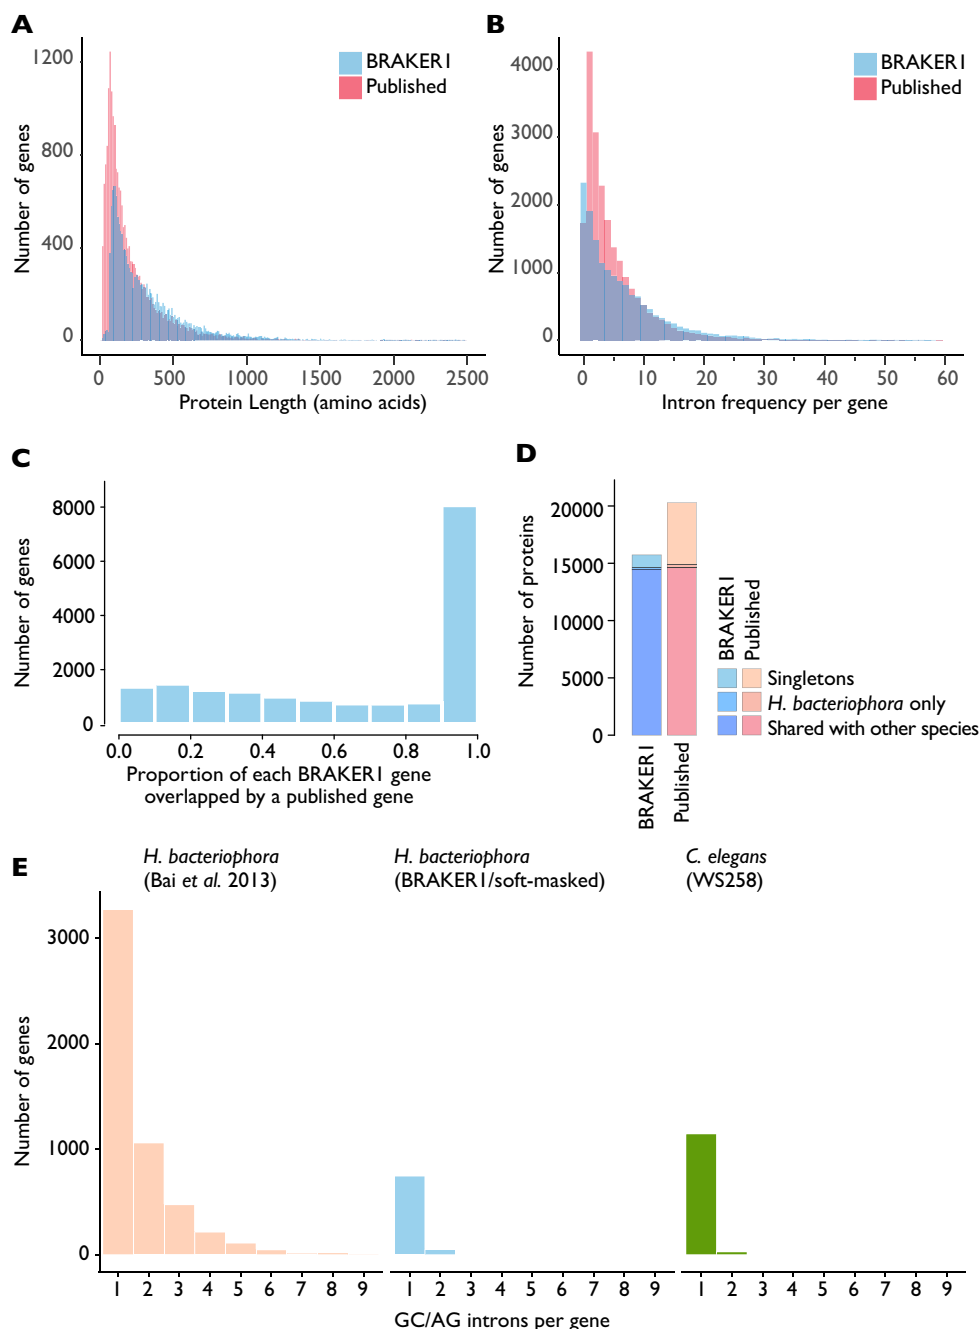 A
1200
800
400
0
Number of genes
BRAKER1
Published
0 500 1000 1500 2000 2500
Protein Length (amino acids)
B
4000
3000
2000
1000
0
Number of genes
BRAKER1
Published
0 10 20 30 40 50 60
Intron frequency per gene
C
8000
6000
4000
2000
0
Number of genes
0.0 0.2 0.4 0.6 0.8 1.0
Proportion of each BRAKER1 gene
overlapped by a published gene
D
20000
15000
10000
5000
0
Number of proteins
BRAKER1
Published
BRAKER1
Published
Singletons
H. bacteriophora only
Shared with other species
E
H. bacteriophora
(Bai et al. 2013)
H. bacteriophora
(BRAKER1/soft-masked)
C. elegans
(WS258)
3000
2000
1000
0
Number of genes
1 2 3 4 5 6 7 8 9
1 2 3 4 5 6 7 8 9
1 2 3 4 5 6 7 8 9
GC/AG introns per gene